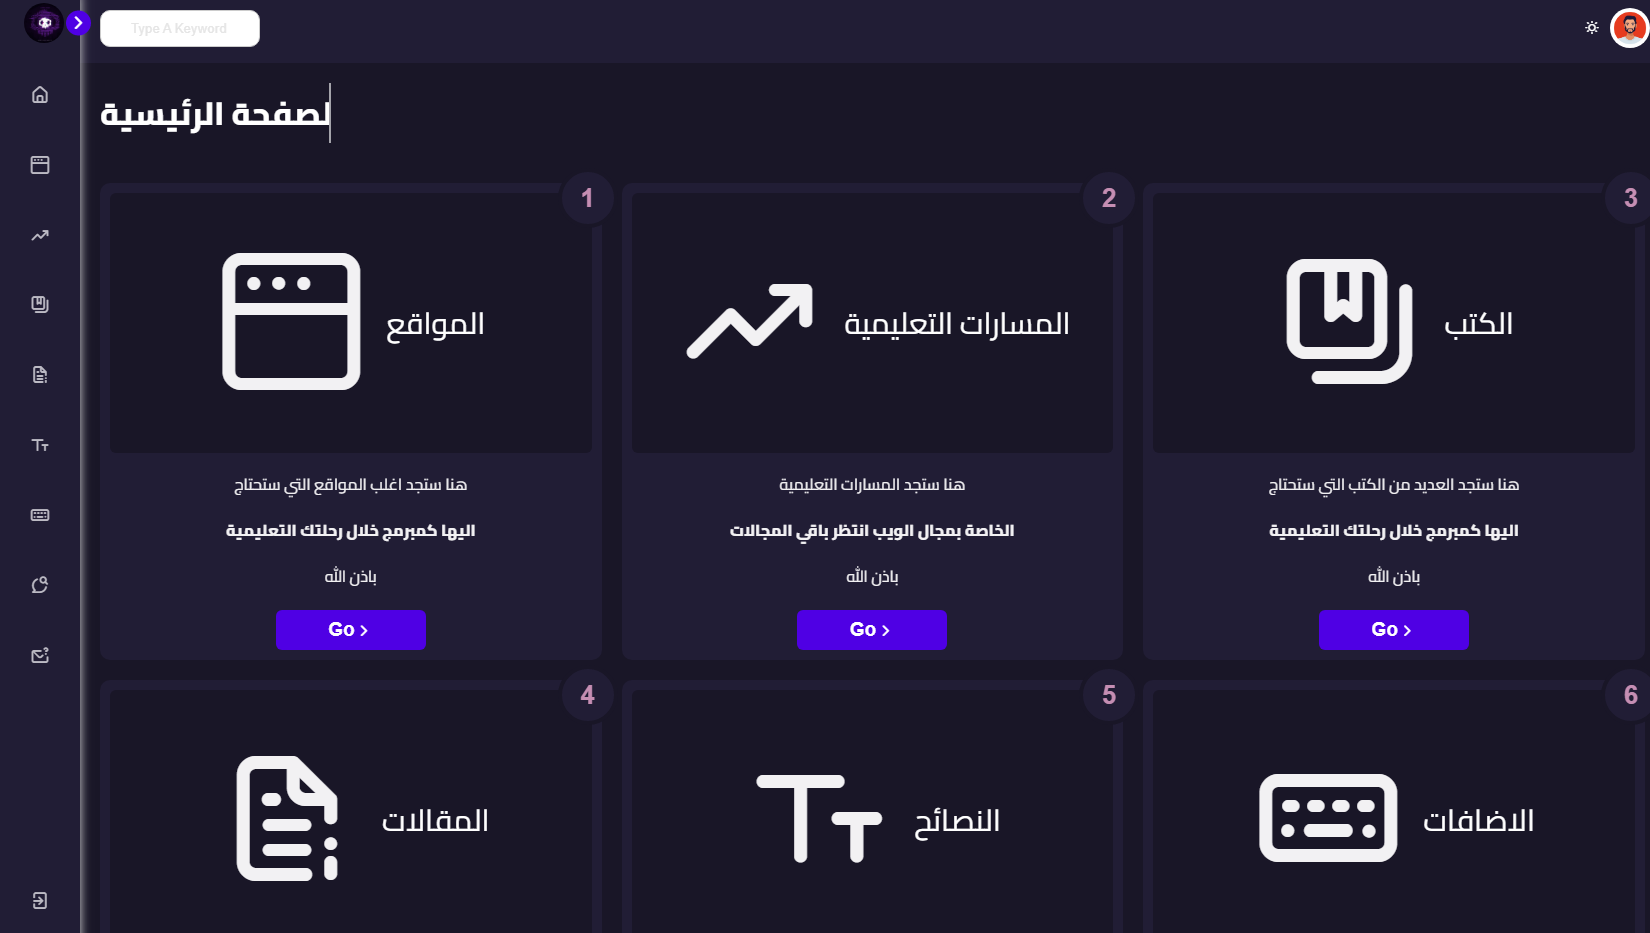 Type A Keyword
لصفحة الرئيسية
1
المواقع
هنا ستجد اغلب المواقع التي ستحتاج
اليها كمبرمج خلال رحلتك التعليمية
باذن الله
Go
2
المسارات التعليمية
هنا ستجد المسارات التعليمية
الخاصة بمجال الويب انتظر باقي المجالات
باذن الله
Go
3
الكتب
هنا ستجد العديد من الكتب التي ستحتاج
اليها كمبرمج خلال رحلتك التعليمية
باذن الله
Go
4
المقالات
5
النصائح
6
الاضافات